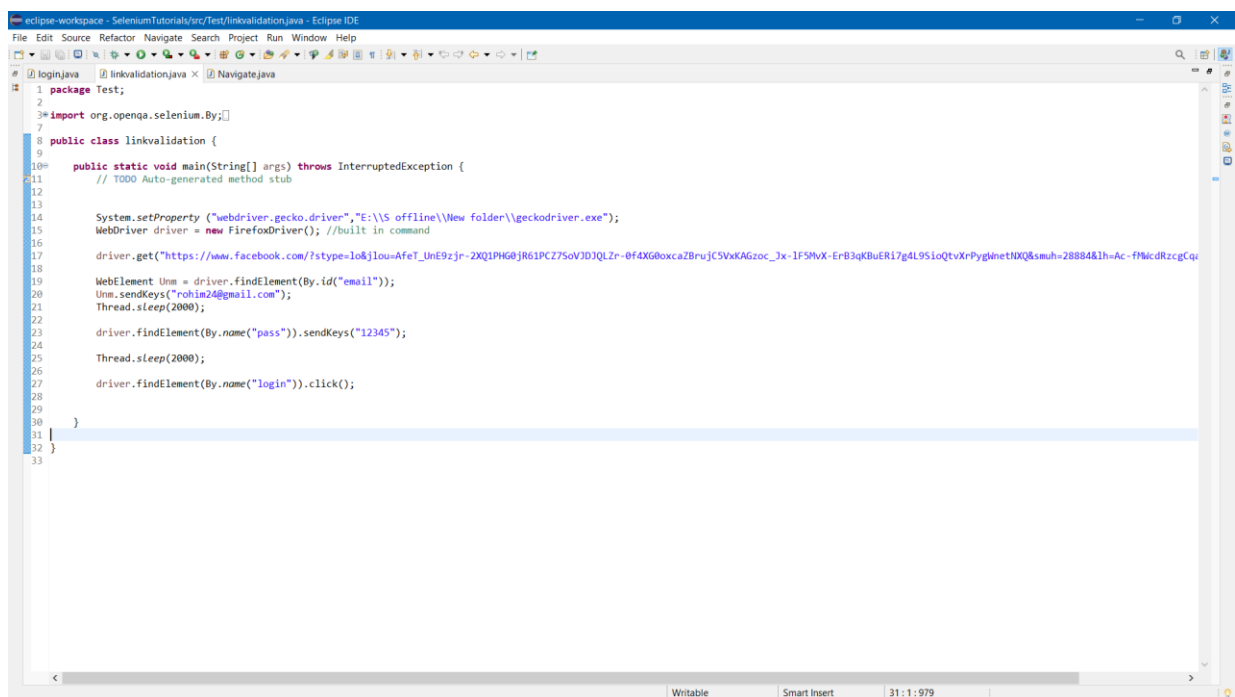 eclipse-workspace - SeleniumTutorials/src/Test/linkvalidation.java - Eclipse IDE
File Edit Source Refactor Navigate Search Project Run Window Help
login.java linkvalidation.java Navigate.java
1 package Test;
2
3 import org.openqa.selenium.By;
7
8 public class linkvalidation {
9
10 public static void main(String[] args) throws InterruptedException {
11 // TODO Auto-generated method stub
12
13
14 System.setProperty ("webdriver.gecko.driver","E:\\S offline\\New folder\\geckodriver.exe");
15 WebDriver driver = new FirefoxDriver(); //built in command
16
17 driver.get("https://www.facebook.com/?stype=lo&jlou=AfeT_UnE9zjr-2XQ1PHG0jR61PCZ7SoVJDJQLZr-0f4XG0oxcaZBrujC5VxKAGzoc_Jx-lF5MvX-ErB3qKBuERi7g4L9SioQtvXrPygWnetNXQ&smuh=28884&lh=Ac-fMWcdRzcgCqa
18
19 WebElement Unm = driver.findElement(By.id("email"));
20 Unm.sendKeys("rohim24@gmail.com");
21 Thread.sleep(2000);
22
23 driver.findElement(By.name("pass")).sendKeys("12345");
24
25 Thread.sleep(2000);
26
27 driver.findElement(By.name("login")).click();
28
29
30 }
31
32 }
33
Writable Smart Insert 31 : 1 : 979